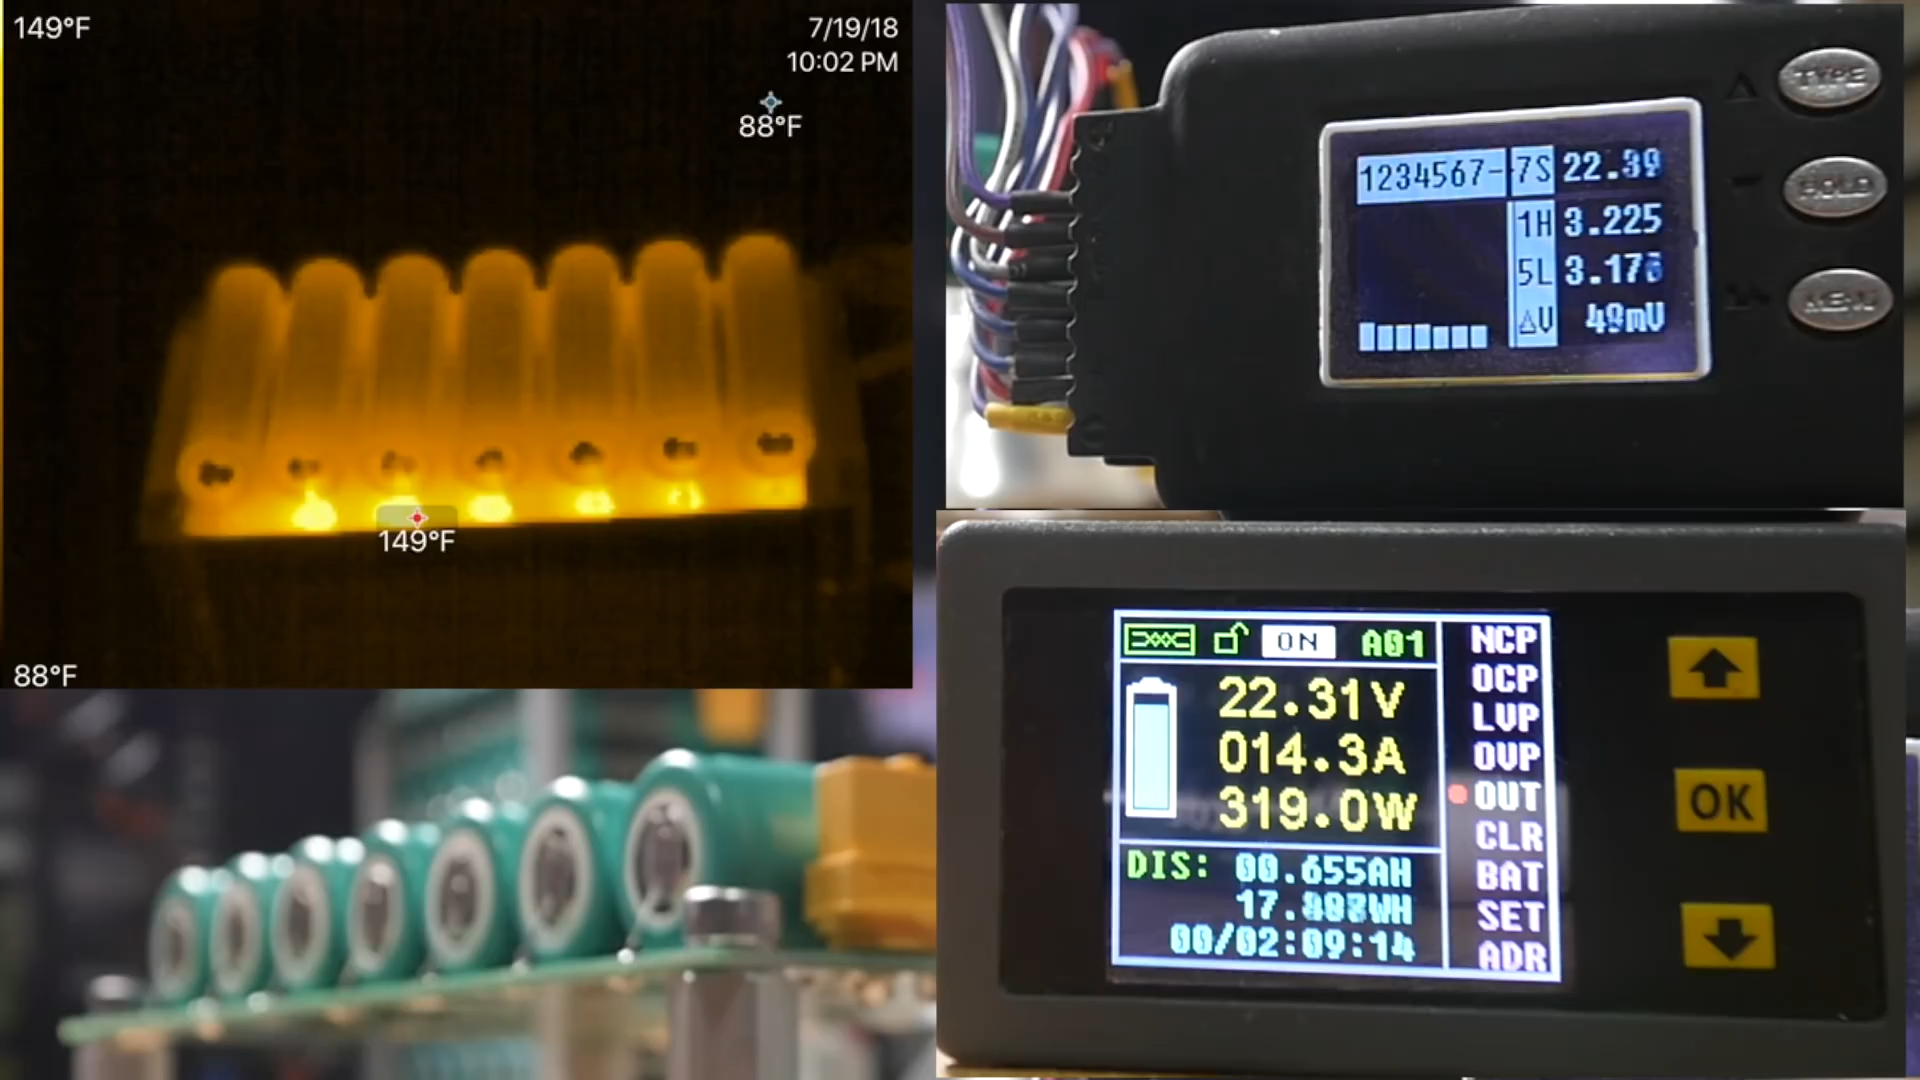 149°F
7/19/18
10:02 PM
88°F
149°F
88°F
1234567- 7S 22.39
1H 3.225
5L
ΔV 49mV
TYPE
HOLD
MENU
ON A01
22.31V
014.3A
319.0W
DIS: 00.655AH
00/02:09:14
NCP
OCP
LVP
OVP
OUT
CLR
BAT
SET
ADR
OK